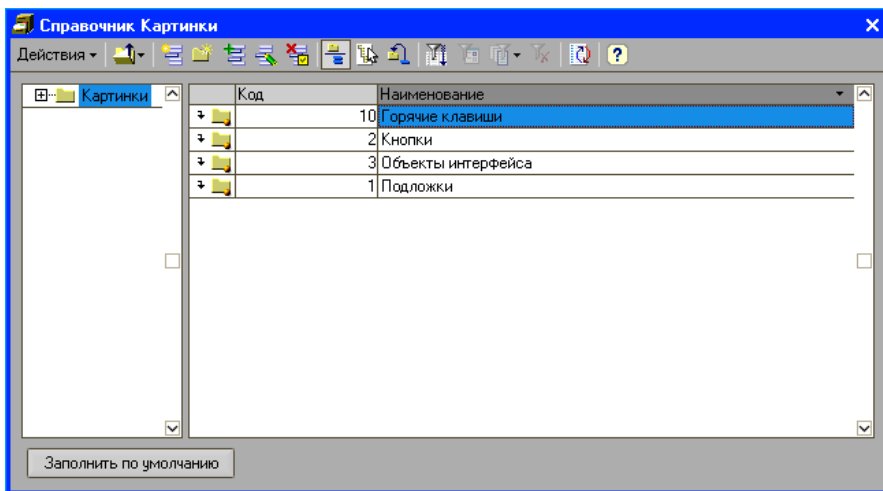 Справочник Картинки
Действия
Картинки
Код Наименование
10 Горячие клавиши
2 Кнопки
3 Объекты интерфейса
1 Подложки
Заполнить по умолчанию